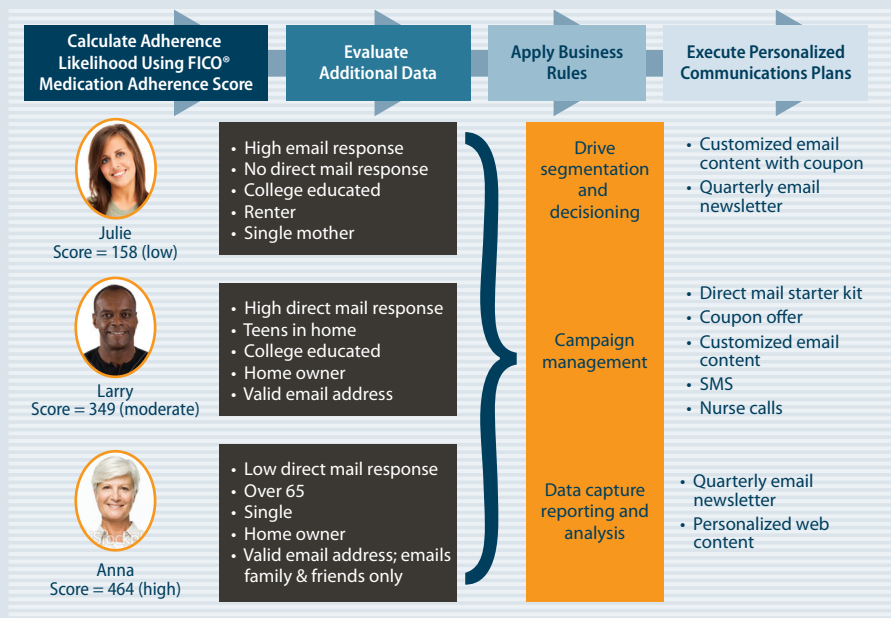 Calculate Adherence
Likelihood Using FICO®
Medication Adherence Score
Evaluate
Additional Data
Apply Business
Rules
Execute Personalized
Communications Plans
Julie
Score = 158 (low)
• High email response
• No direct mail response
• College educated
• Renter
• Single mother
Drive
segmentation
and
decisioning
• Customized email
content with coupon
• Quarterly email
newsletter
Larry
Score = 349 (moderate)
• High direct mail response
• Teens in home
• College educated
• Home owner
• Valid email address
Campaign
management
• Direct mail starter kit
• Coupon offer
• Customized email
content
• SMS
• Nurse calls
Anna
Score = 464 (high)
• Low direct mail response
• Over 65
• Single
• Home owner
• Valid email address; emails
family & friends only
Data capture
reporting and
analysis
• Quarterly email
newsletter
• Personalized web
content